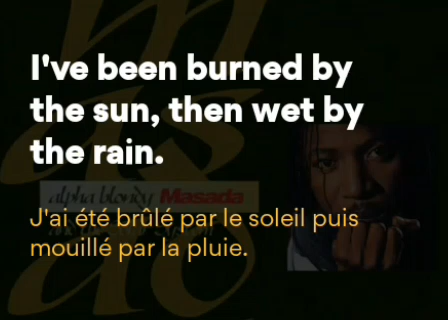 I've been burned by
the sun, then wet by
the rain.
alpha blondy Masada
J'ai été brûlé par le soleil puis
mouillé par la pluie.